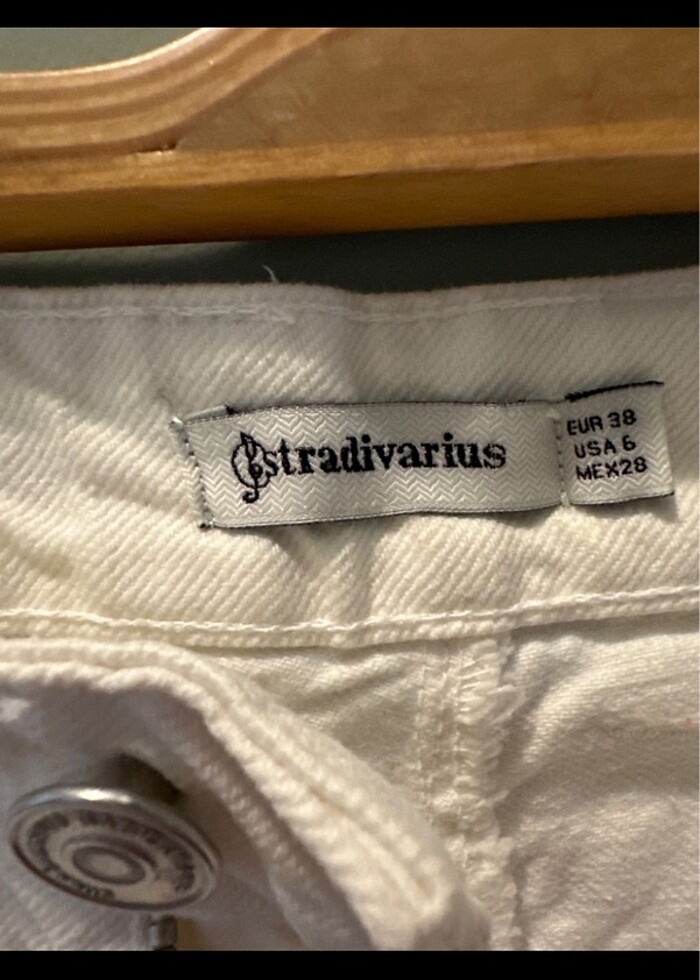 stradivarius
EUR 38
USA 6
MEX28